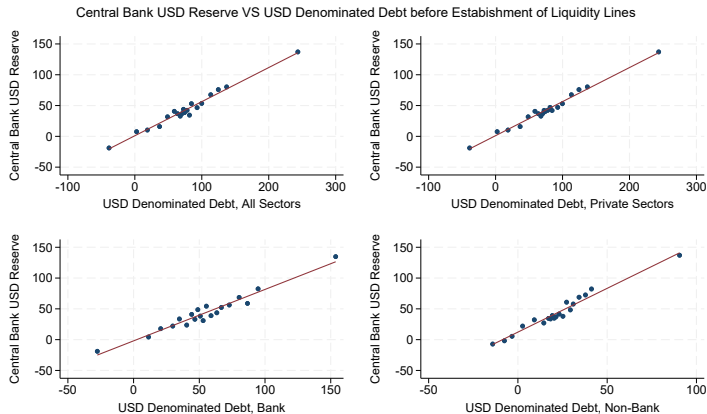 Central Bank USD Reserve VS USD Denominated Debt before Estabishment of Liquidity Lines
Central Bank USD Reserve
150
100
50
0
-50
-100 0 100 200 300
USD Denominated Debt, All Sectors
Central Bank USD Reserve
150
100
50
0
-50
-100 0 100 200 300
USD Denominated Debt, Private Sectors
Central Bank USD Reserve
150
100
50
0
-50
-50 0 50 100 150
USD Denominated Debt, Bank
Central Bank USD Reserve
150
100
50
0
-50
-50 0 50 100
USD Denominated Debt, Non-Bank